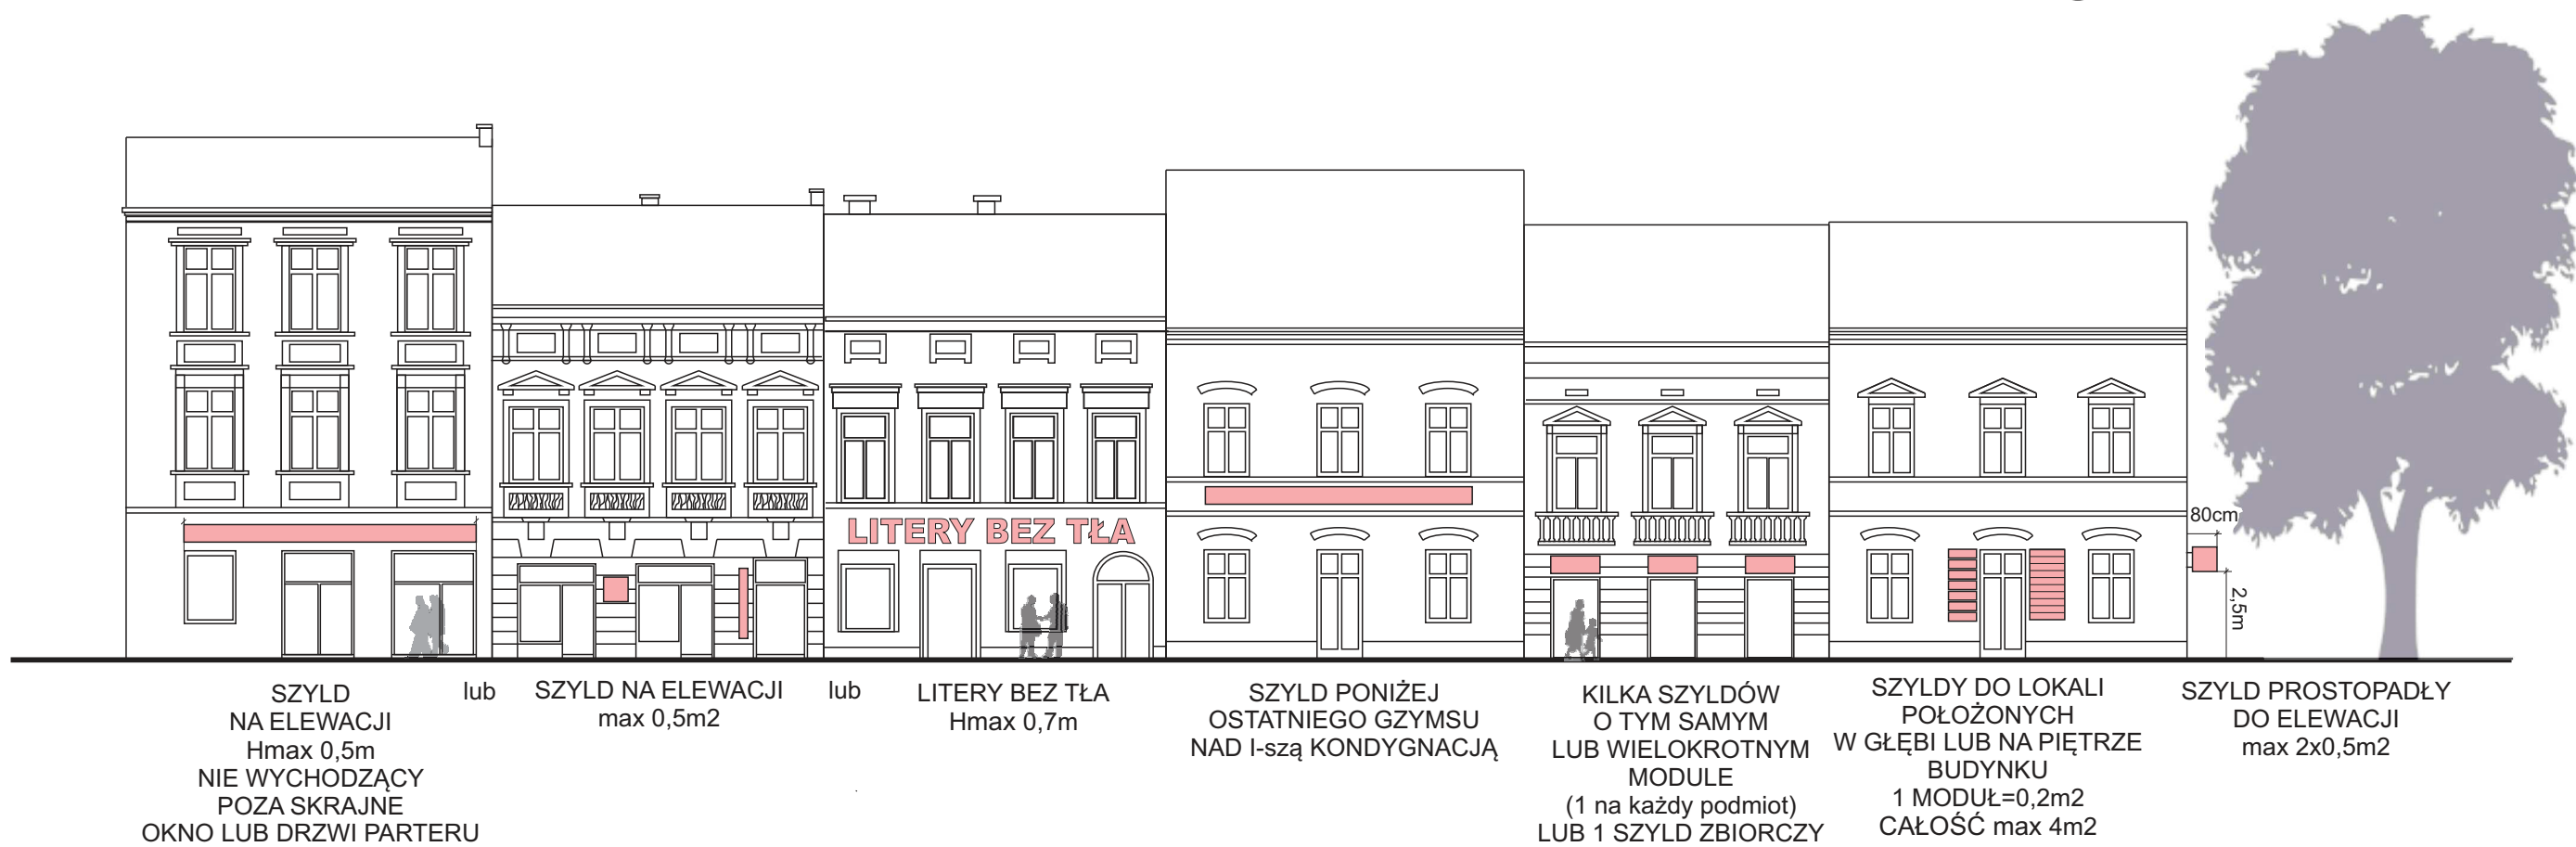 LITERY BEZ TŁA
80cm
2,5m
SZYLD
NA ELEWACJI
Hmax 0,5m
NIE WYCHODZĄCY
POZA SKRAJNE
OKNO LUB DRZWI PARTERU
lub
SZYLD NA ELEWACJI
max 0,5m2
lub
LITERY BEZ TŁA
Hmax 0,7m
SZYLD PONIŻEJ
OSTATNIEGO GZYMSU
NAD I-szą KONDYGNACJĄ
KILKA SZYLDÓW
O TYM SAMYM
LUB WIELOKROTNYM
MODULE
(1 na każdy podmiot)
LUB 1 SZYLD ZBIORCZY
SZYLDY DO LOKALI
POŁOŻONYCH
W GŁĘBI LUB NA PIĘTRZE
BUDYNKU
1 MODUŁ=0,2m2
CAŁOŚĆ max 4m2
SZYLD PROSTOPADŁY
DO ELEWACJI
max 2x0,5m2